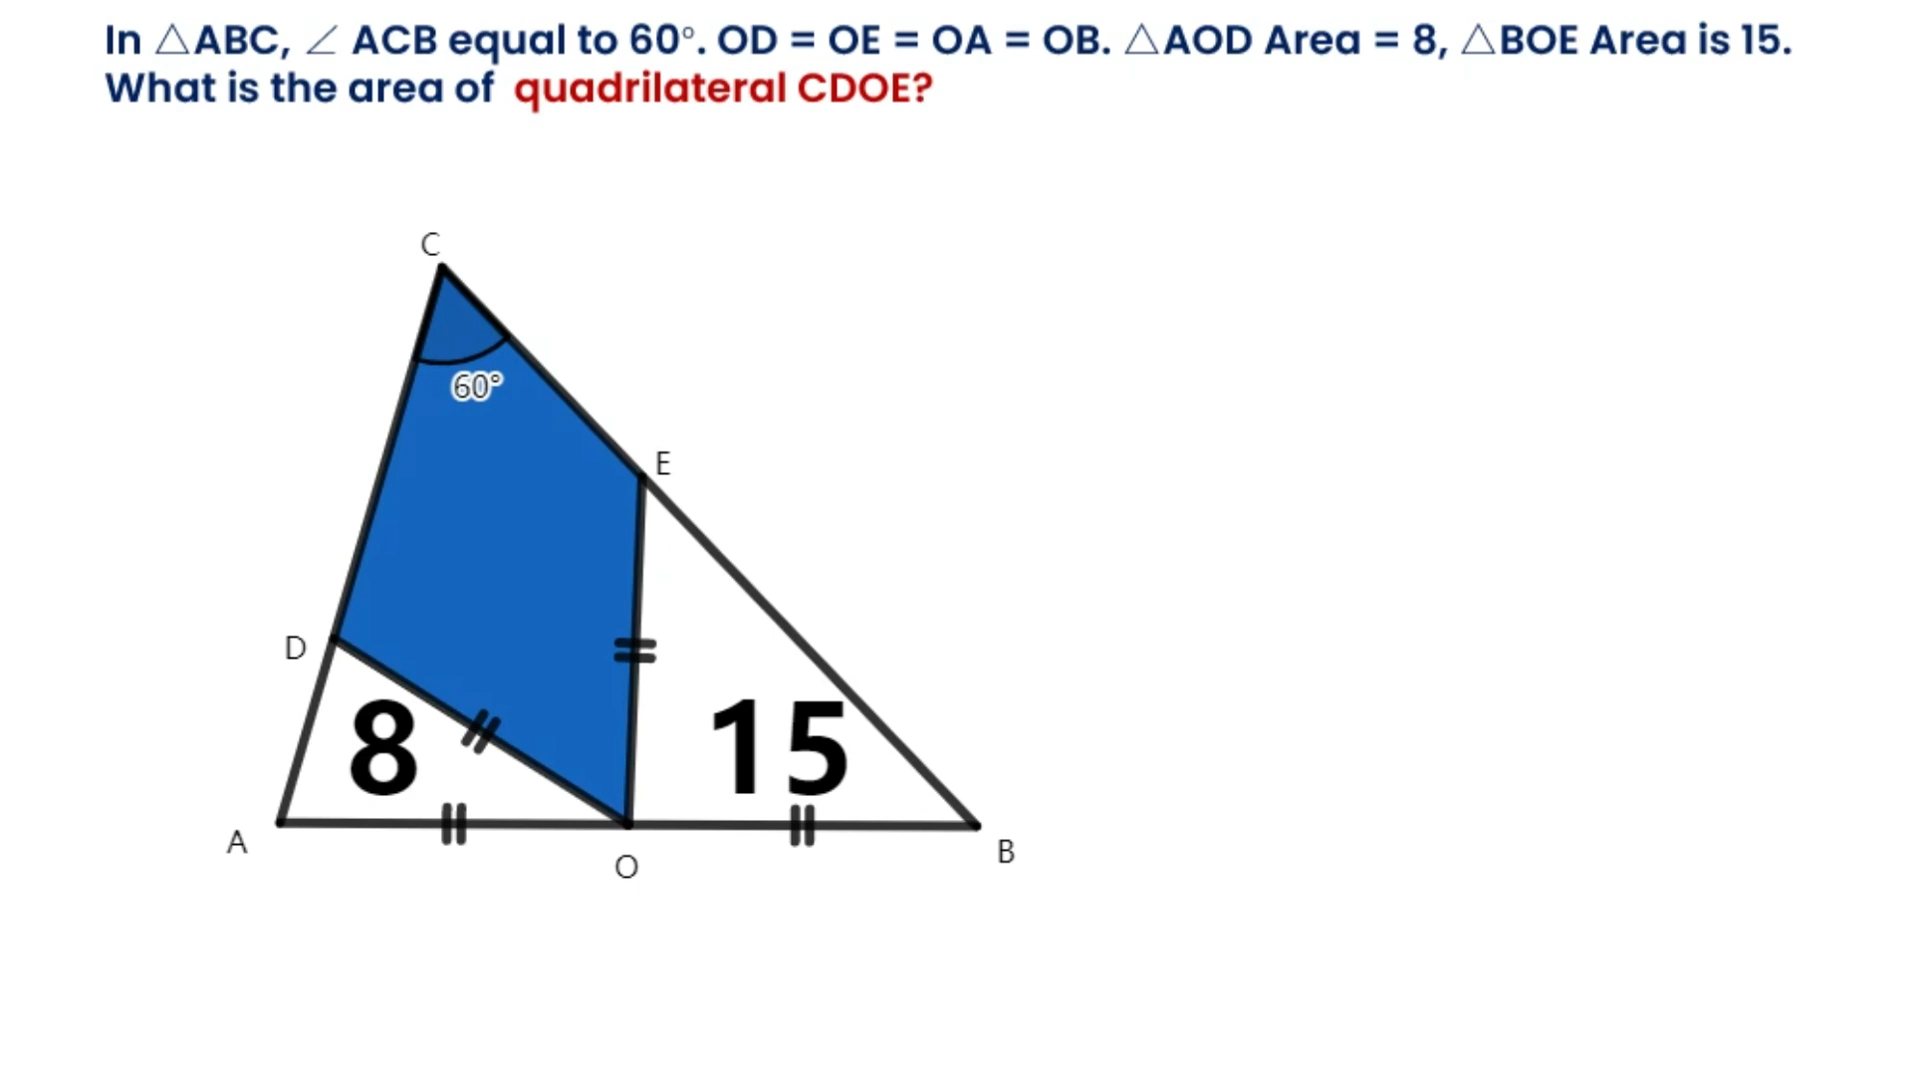 In △ABC, ∠ ACB equal to 60°. OD = OE = OA = OB. △AOD Area = 8, △BOE Area is 15.
What is the area of quadrilateral CDOE?
C
60°
E
D
8
15
A
O
B